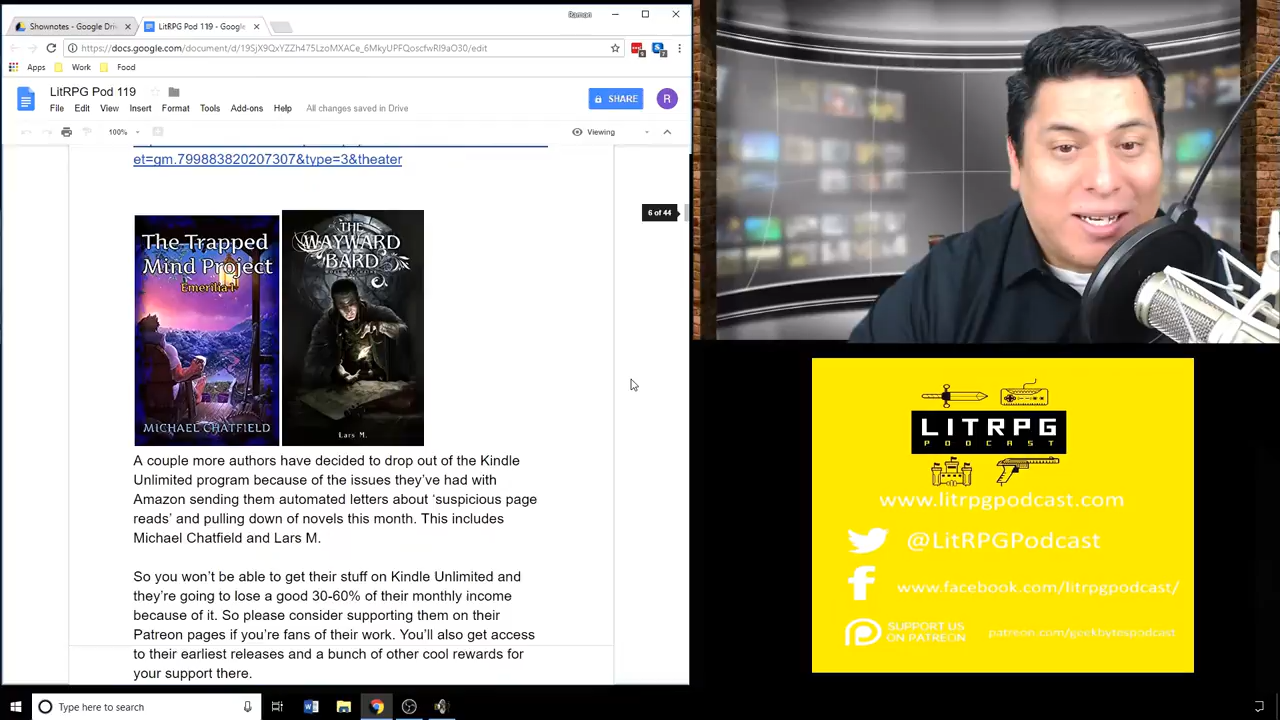 Ramon
Shownotes - Google Dri
LitRPG Pod 119 - Google
Apps
Work
Food
LitRPG Pod 119
File
Edit
View
Insert
Format
Tools
Add-ons
Help
All changes saved in Drive
SHARE
R
100%
Viewing
et=gm.799883820207307&type=3&theater
6 of 44
The Trapped
Mind Project
Emerilia
MICHAEL CHATFIELD
THE
WAYWARD
BARD
Lars M.
A couple more authors have decided to drop out of the Kindle
Unlimited program because of the issues they've had with
Amazon sending them automated letters about 'suspicious page
reads' and pulling down of novels this month. This includes
Michael Chatfield and Lars M.
So you won't be able to get their stuff on Kindle Unlimited and
they're going to lose a good 30-60% of their monthly income
because of it. So please consider supporting them on their
Patreon pages if you're fans of their work. You'll also get access
to their earliest releases and a bunch of other cool rewards for
your support there.
LITRPG
PODCAST
www.litrpgpodcast.com
@LitRPGPodcast
www.facebook.com/litrpgpodcast/
SUPPORT US
ON PATREON
patreon.com/geekbytespodcast
Type here to search